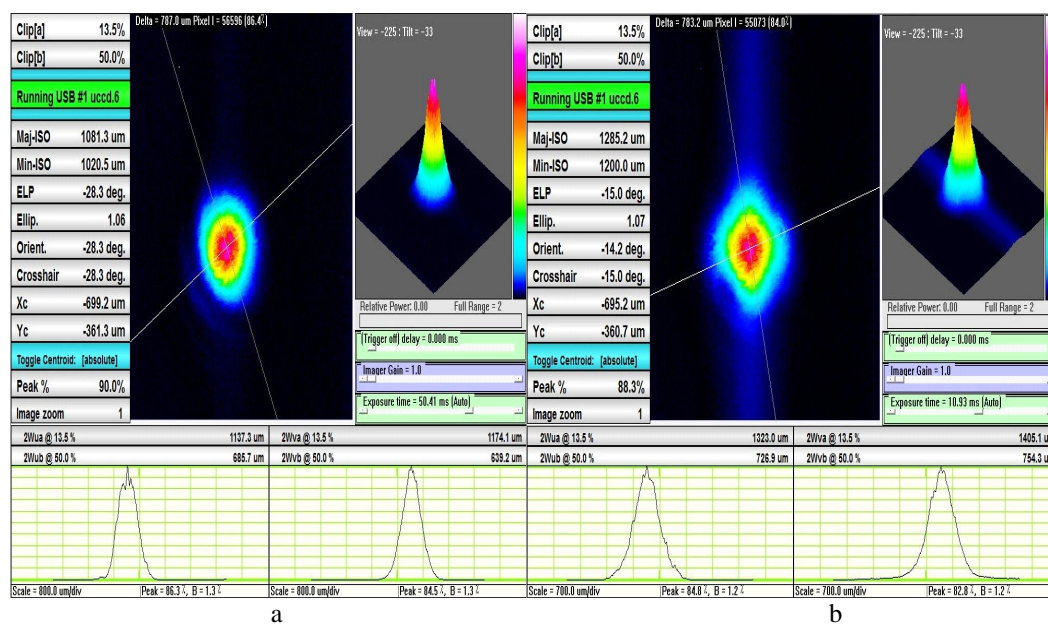 Delta = 787.0 um Pixel I = 56596 (86.4%)
Clip[a] 13.5%
Clip[b] 50.0%
Running USB #1 uccd.6
Maj-ISO 1081.3 um
Min-ISO 1020.5 um
ELP -28.3 deg.
Ellip. 1.06
Orient. -28.3 deg.
Crosshair -28.3 deg.
Xc -699.2 um
Yc -361.3 um
Toggle Centroid: [absolute]
Peak % 90.0%
Image zoom 1
View = -225 : Tilt = -33
Relative Power: 0.00 Full Range = 2
(Trigger off) delay = 0.000 ms
Imager Gain = 1.0
Exposure time = 50.41 ms (Auto)
2Wua @ 13.5 % 1137.3 um 2Wva @ 13.5 % 1174.1 um
2Wub @ 50.0 % 685.7 um 2Wvb @ 50.0 % 639.2 um
Scale = 800.0 um/div Peak = 86.3 %, B = 1.3 % Scale = 800.0 um/div Peak = 84.5 %, B = 1.3 %
a
Delta = 783.2 um Pixel I = 55073 (84.0%)
Clip[a] 13.5%
Clip[b] 50.0%
Running USB #1 uccd.6
Maj-ISO 1285.2 um
Min-ISO 1200.0 um
ELP -15.0 deg.
Ellip. 1.07
Orient. -14.2 deg.
Crosshair -15.0 deg.
Xc -695.2 um
Yc -360.7 um
Toggle Centroid: [absolute]
Peak % 88.3%
Image zoom 1
View = -225 : Tilt = -33
Relative Power: 0.00 Full Range = 2
(Trigger off) delay = 0.000 ms
Imager Gain = 1.0
Exposure time = 10.93 ms (Auto)
2Wua @ 13.5 % 1323.0 um 2Wva @ 13.5 % 1405.1 u
2Wub @ 50.0 % 726.9 um 2Wvb @ 50.0 % 754.3 u
Scale = 700.0 um/div Peak = 84.8 %, B = 1.2 % Scale = 700.0 um/div Peak = 82.8 %, B = 1.2 %
b